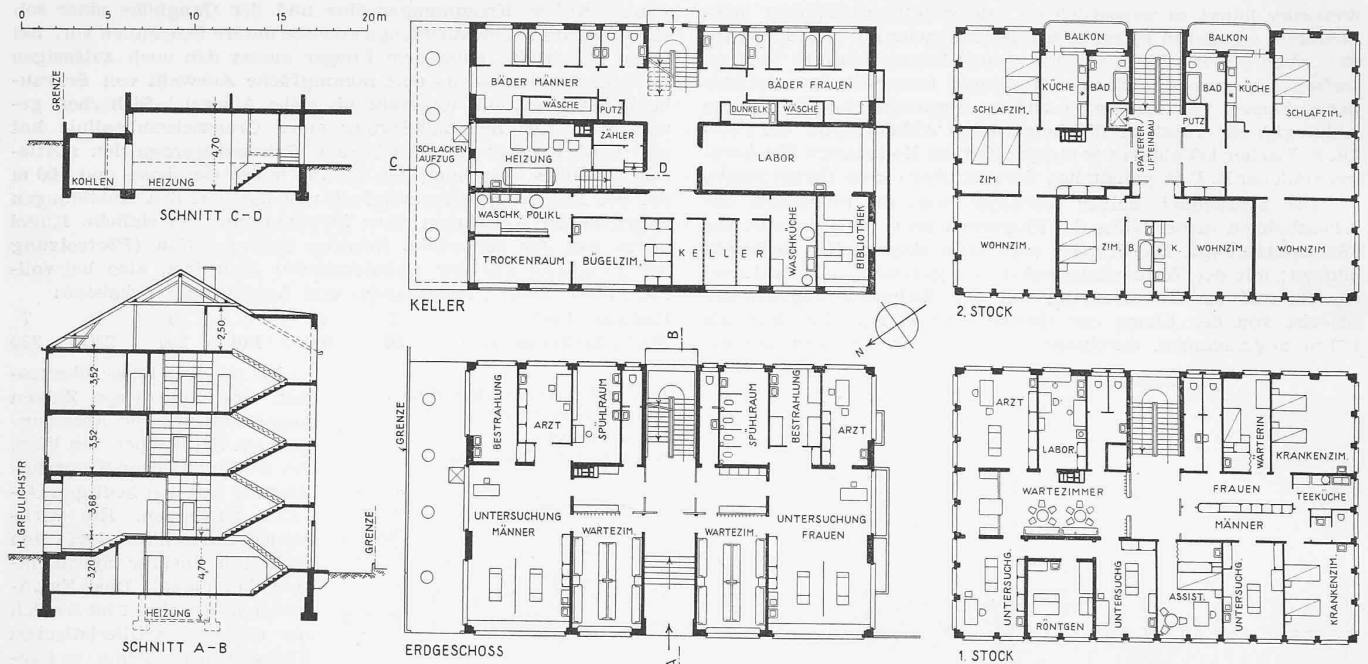 0 5 10 15 20 m
GRENZE
GRENZE
4,70
KOHLEN HEIZUNG
SCHNITT C-D
2,50
3,52
3,52
3,68
3,20
4,70
H. GREULICHSTR.
GRENZE
HEIZUNG
SCHNITT A-B
BÄDER MÄNNER
WÄSCHE
PUTZ
ZÄHLER
SCHLACKEN
AUFZUG
C
HEIZUNG
D
WASCHK. POLIKL.
TROCKENRAUM
BÜGELZIM.
KELLER
BÄDER FRAUEN
DUNKELK.
WÄSCHE
LABOR
WASCHKÜCHE
BIBLIOTHEK
KELLER
BALKON
BALKON
KÜCHE
BAD
BAD
KÜCHE
SCHLAFZIM.
PUTZ
SCHLAFZIM.
SPÄTERER
LIFTEINBAU
ZIM.
WOHNZIM.
ZIM.
B.
K.
WOHNZIM.
WOHNZIM.
2. STOCK
N
B
GRENZE
BESTRAHLUNG
ARZT
SPÜHLRAUM
SPÜHLRAUM
BESTRAHLUNG
ARZT
UNTERSUCHUNG
MÄNNER
WARTEZIM.
WARTEZIM.
UNTERSUCHUNG
FRAUEN
ERDGESCHOSS
A
ARZT
LABOR.
WÄRTERIN
KRANKENZIM.
WARTEZIMMER
FRAUEN
TEEKÜCHE
MÄNNER
UNTERSUCHG.
RÖNTGEN
UNTERSUCHG.
ASSIST.
UNTERSUCHG.
KRANKENZIM.
1. STOCK